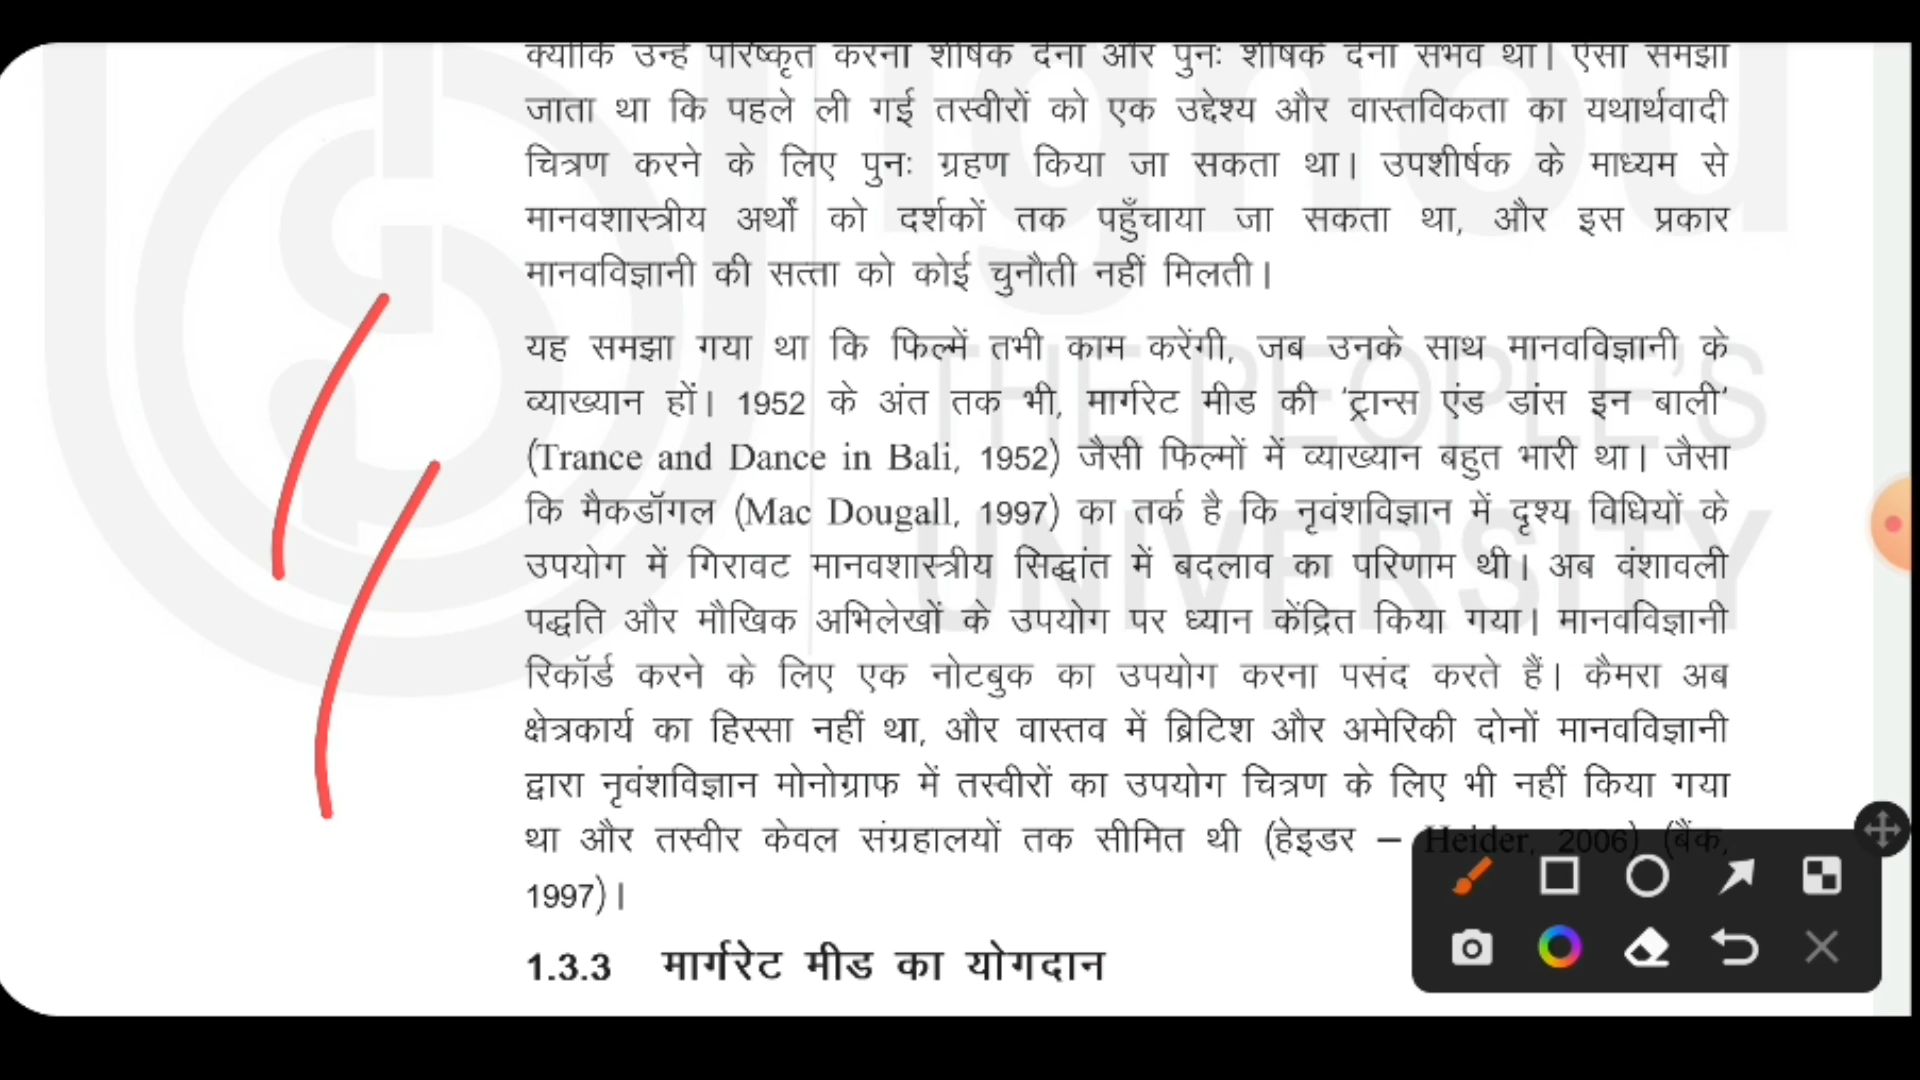 क्योंकि उन्हें परिष्कृत करना शीर्षक देना और पुनः शीर्षक देना संभव था। ऐसा समझा
जाता था कि पहले ली गई तस्वीरों को एक उद्देश्य और वास्तविकता का यथार्थवादी
चित्रण करने के लिए पुनः ग्रहण किया जा सकता था। उपशीर्षक के माध्यम से
मानवशास्त्रीय अर्थों को दर्शकों तक पहुँचाया जा सकता था, और इस प्रकार
मानवविज्ञानी की सत्ता को कोई चुनौती नहीं मिलती।
यह समझा गया था कि फिल्में तभी काम करेंगी, जब उनके साथ मानवविज्ञानी के
व्याख्यान हों। 1952 के अंत तक भी, मार्गरेट मीड की 'ट्रान्स एंड डांस इन बाली'
(Trance and Dance in Bali, 1952) जैसी फिल्मों में व्याख्यान बहुत भारी था। जैसा
कि मैकडॉगल (Mac Dougall, 1997) का तर्क है कि नृवंशविज्ञान में दृश्य विधियों के
उपयोग में गिरावट मानवशास्त्रीय सिद्धांत में बदलाव का परिणाम थी। अब वंशावली
पद्धति और मौखिक अभिलेखों के उपयोग पर ध्यान केंद्रित किया गया। मानवविज्ञानी
रिकॉर्ड करने के लिए एक नोटबुक का उपयोग करना पसंद करते हैं। कैमरा अब
क्षेत्रकार्य का हिस्सा नहीं था, और वास्तव में ब्रिटिश और अमेरिकी दोनों मानवविज्ञानी
द्वारा नृवंशविज्ञान मोनोग्राफ में तस्वीरों का उपयोग चित्रण के लिए भी नहीं किया गया
था और तस्वीर केवल संग्रहालयों तक सीमित थी (हेइडर – Heider, 2006) (बैंक,
1997)।
1.3.3 मार्गरेट मीड का योगदान
ignou
THE PEOPLE'S
UNIVERSITY